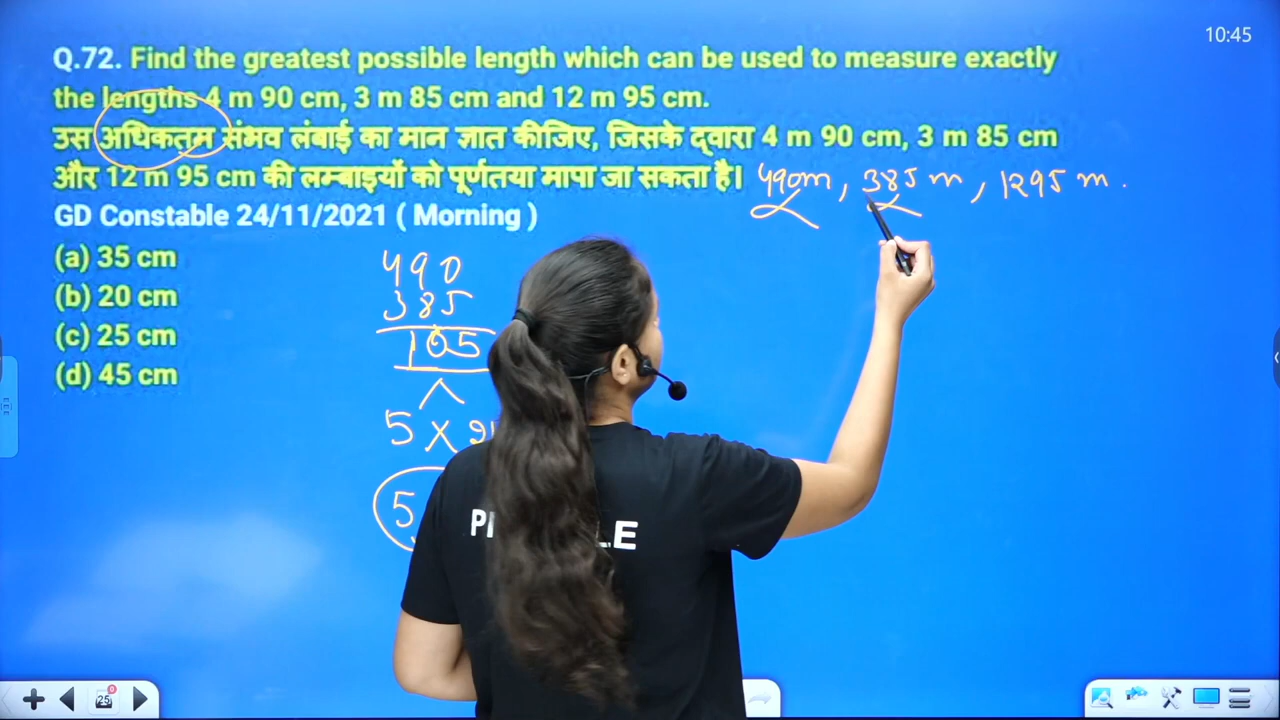 10:45
Q.72. Find the greatest possible length which can be used to measure exactly
the lengths 4 m 90 cm, 3 m 85 cm and 12 m 95 cm.
उस अधिकतम संभव लंबाई का मान ज्ञात कीजिए, जिसके द्वारा 4 m 90 cm, 3 m 85 cm
और 12 m 95 cm की लम्बाइयों को पूर्णतया मापा जा सकता है। 490m, 385 m, 1295 m.
GD Constable 24/11/2021 ( Morning )
(a) 35 cm
(b) 20 cm
(c) 25 cm
(d) 45 cm
490
385
105
5 X
5
25